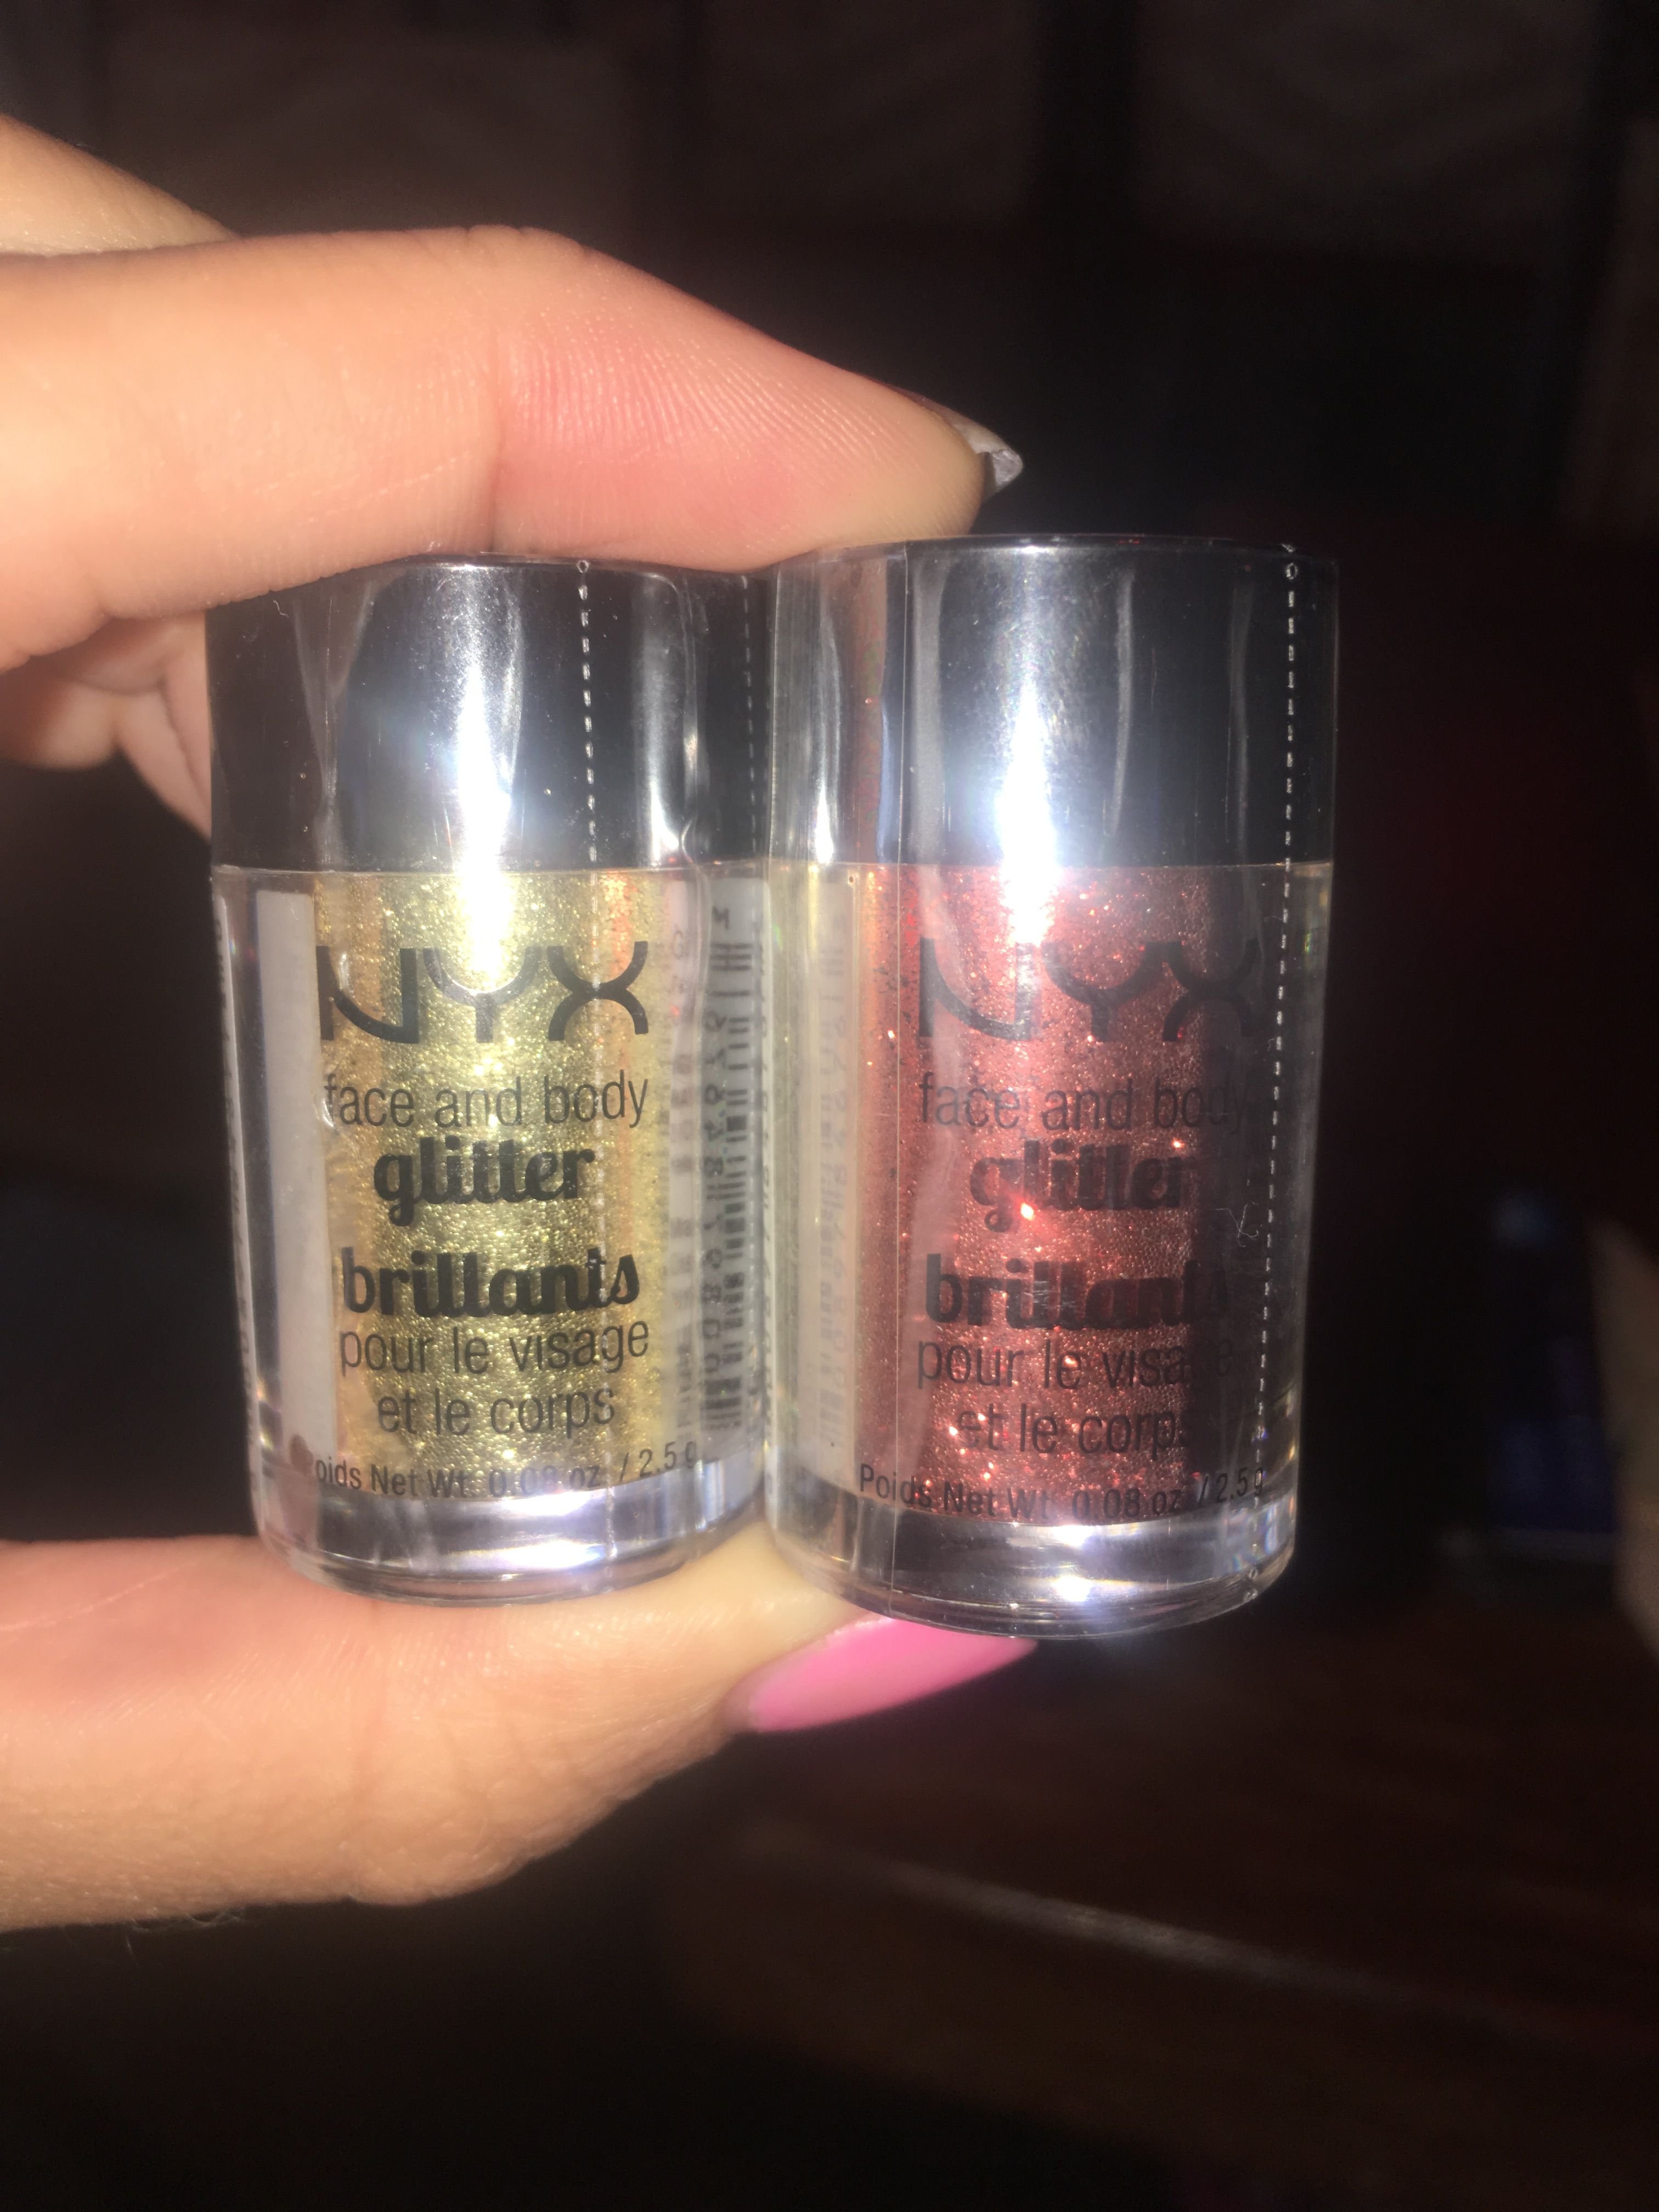 NYX
face and body
glitter
brillants
pour le visage
et le corps
Poids Net Wt. 0.08 oz / 2.5 g
NYX
face and body
glitter
brillants
pour le visage
et le corps
Poids Net Wt. 0.08 oz / 2.5 g